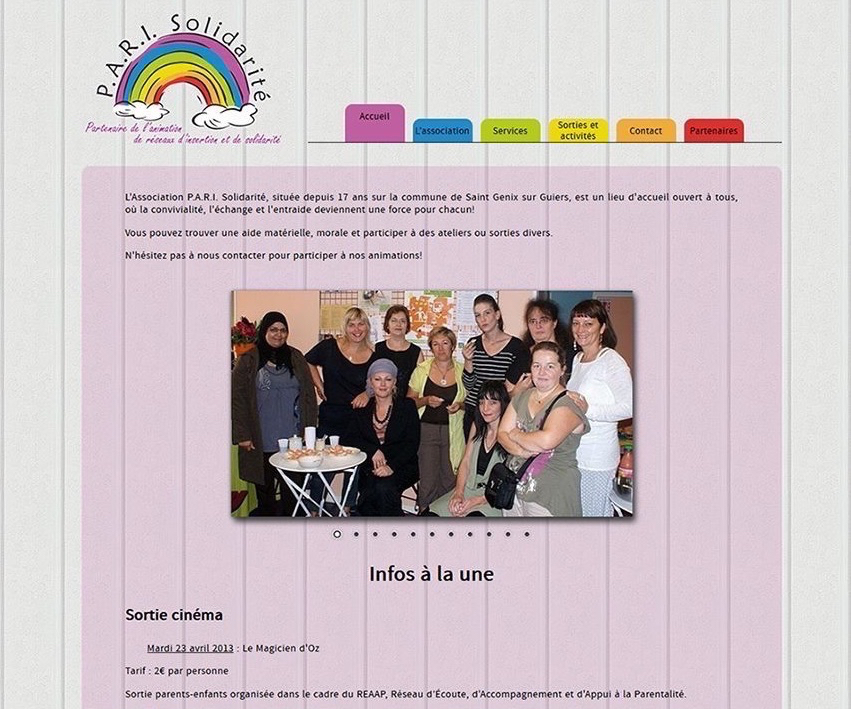 P.A.R.I. Solidarité
Partenaire de l'animation
de réseaux d'insertion et de solidarité
Accueil
L'association
Services
Sorties et
activités
Contact
Partenaires
L'Association P.A.R.I. Solidarité, située depuis 17 ans sur la commune de Saint Genix sur Guiers, est un lieu d'accueil ouvert à tous,
où la convivialité, l'échange et l'entraide deviennent une force pour chacun!
Vous pouvez trouver une aide matérielle, morale et participer à des ateliers ou sorties divers.
N'hésitez pas à nous contacter pour participer à nos animations!
Infos à la une
Sortie cinéma
Mardi 23 avril 2013 : Le Magicien d'Oz
Tarif : 2€ par personne
Sortie parents-enfants organisée dans le cadre du REAAP, Réseau d'Écoute, d'Accompagnement et d'Appui à la Parentalité.